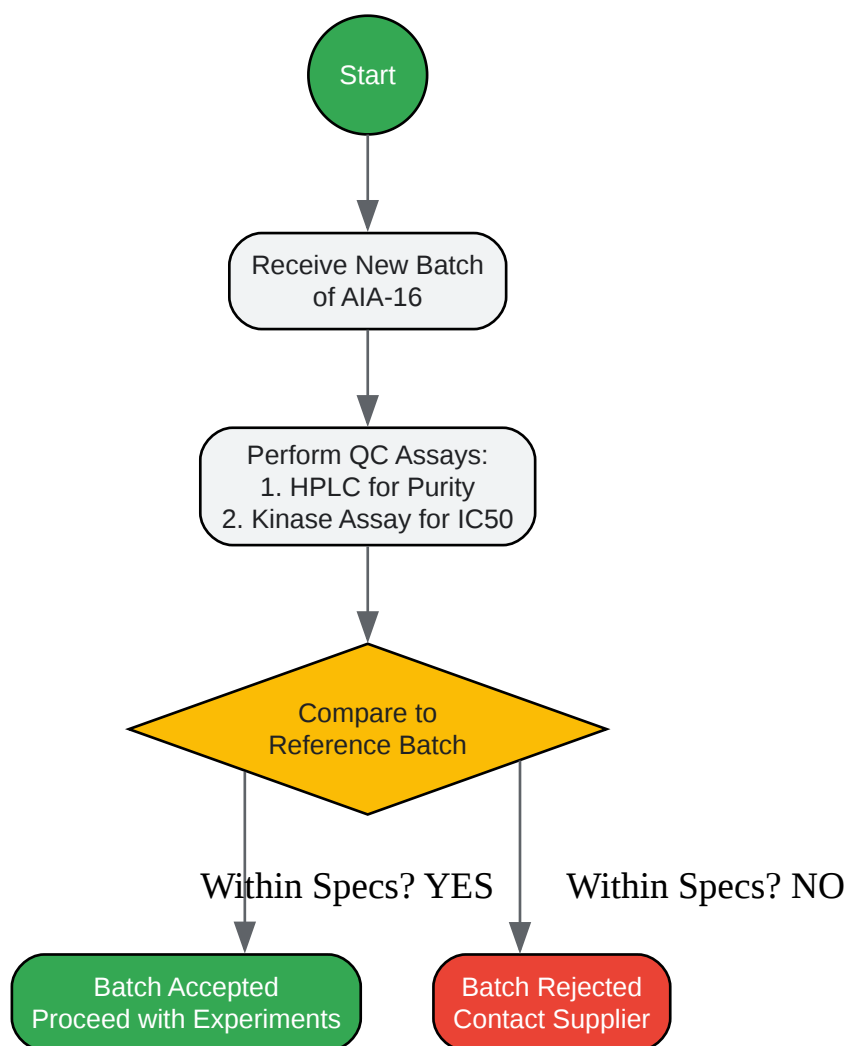 Start
Receive New Batch
of AIA-16
Perform QC Assays:
1. HPLC for Purity
2. Kinase Assay for IC50
Compare to
Reference Batch
Within Specs? YES
Within Specs? NO
Batch Accepted
Proceed with Experiments
Batch Rejected
Contact Supplier